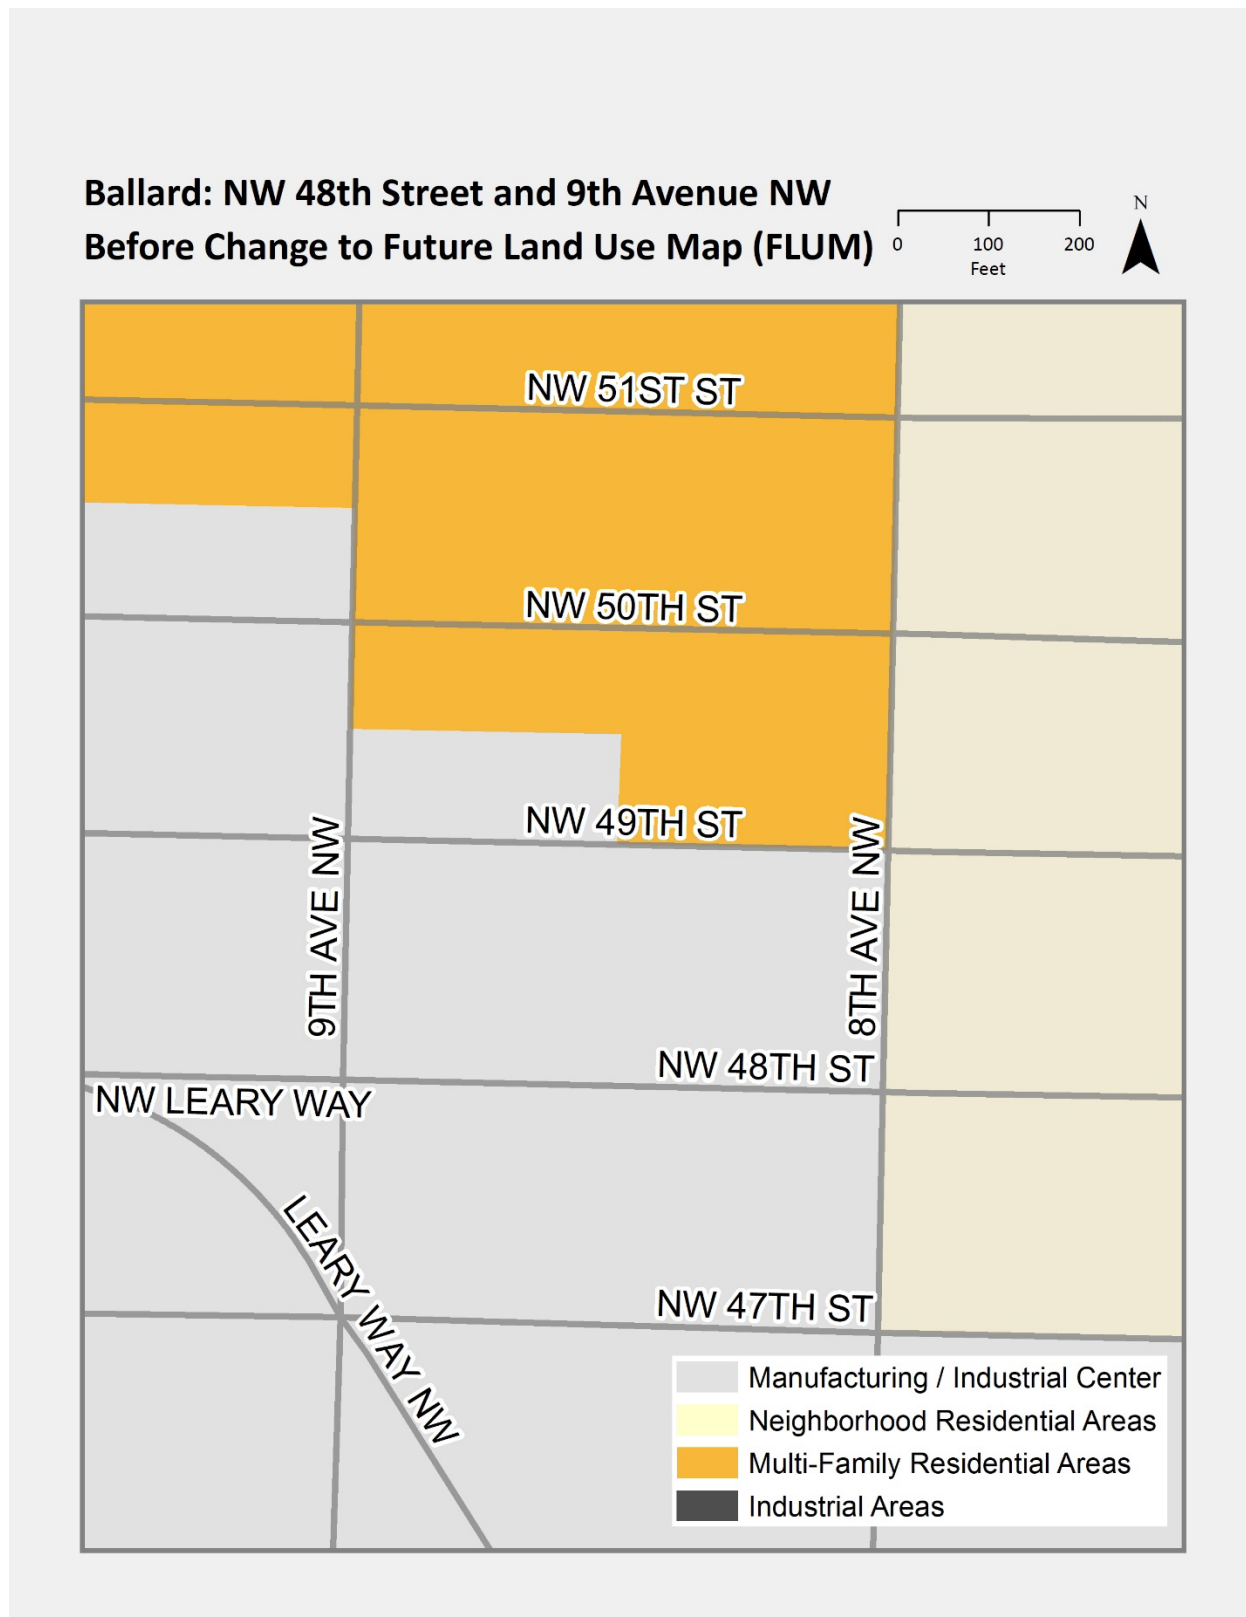 Ballard: NW 48th Street and 9th Avenue NW
Before Change to Future Land Use Map (FLUM)
N
0 100 200
Feet
NW 51ST ST
NW 50TH ST
NW 49TH ST
9TH AVE NW
8TH AVE NW
NW 48TH ST
NW LEARY WAY
LEARY WAY NW
NW 47TH ST
Manufacturing / Industrial Center
Neighborhood Residential Areas
Multi-Family Residential Areas
Industrial Areas